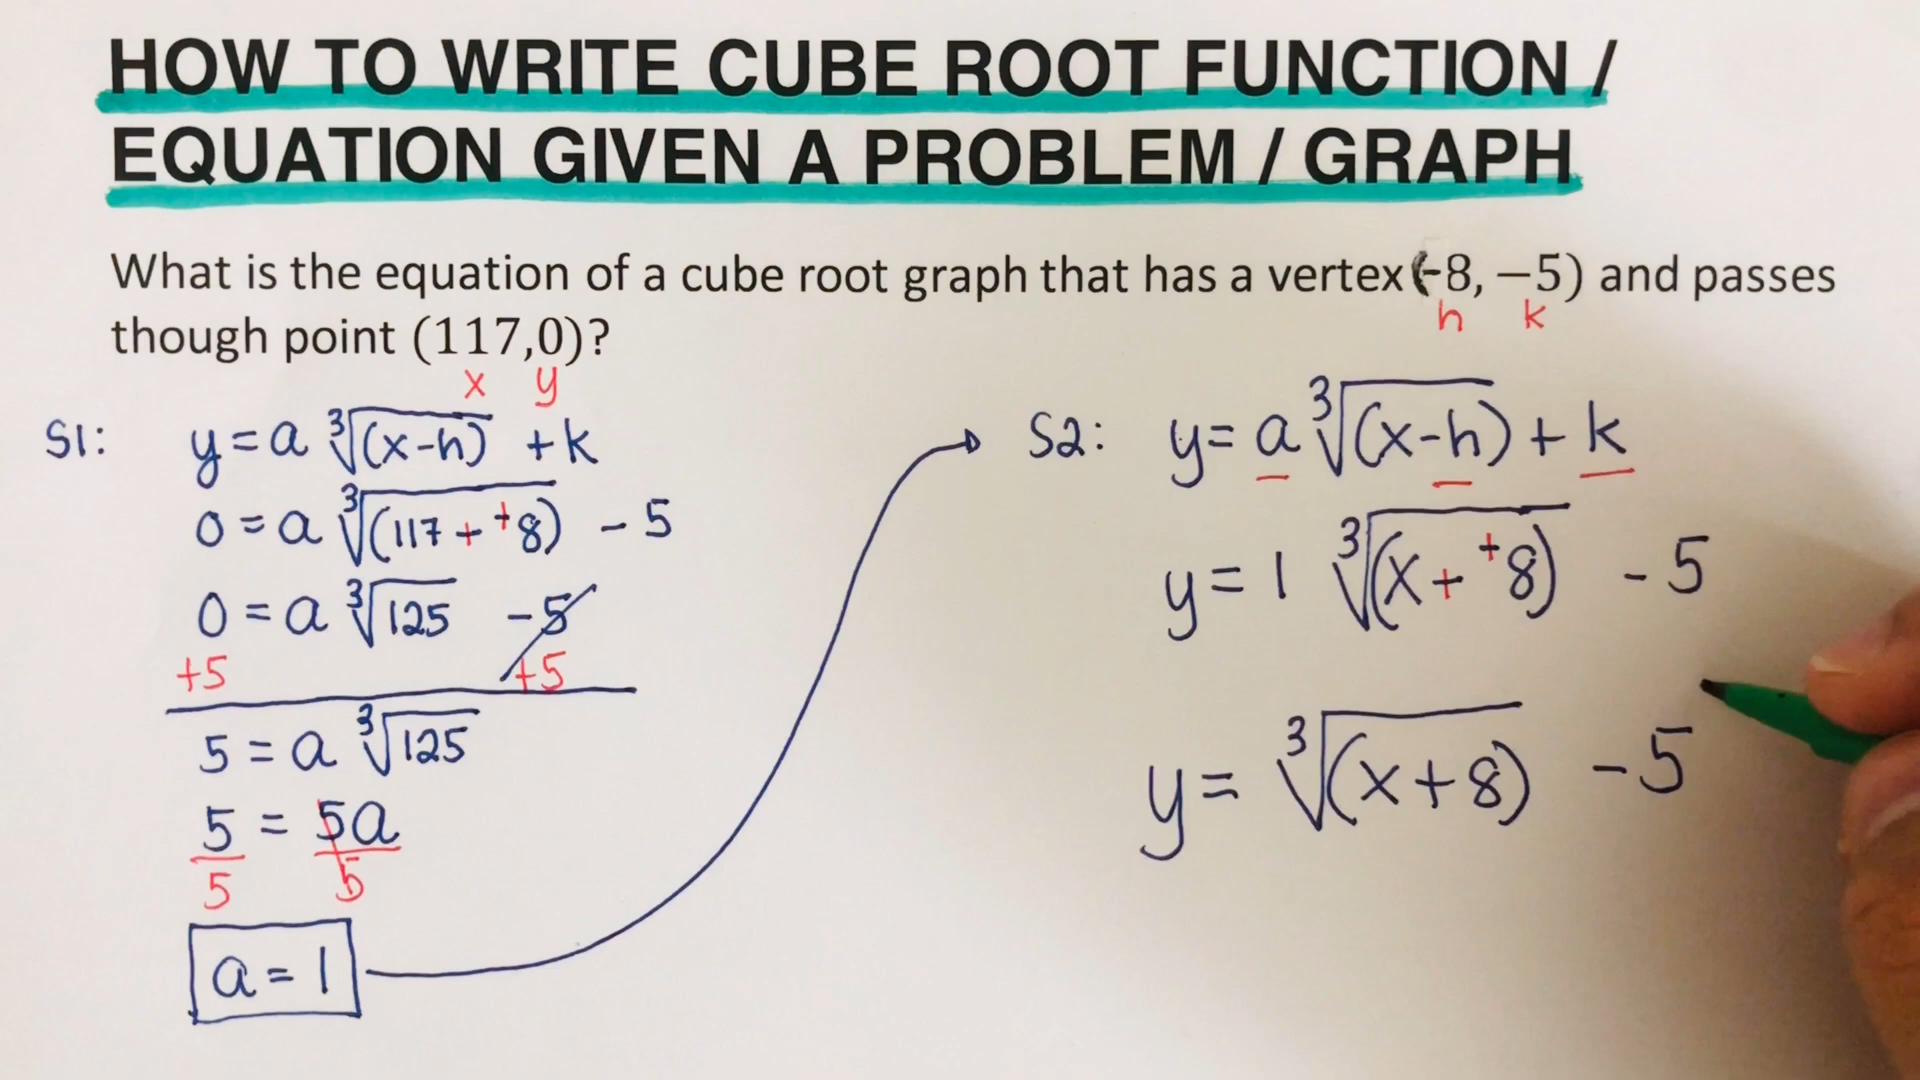 HOW TO WRITE CUBE ROOT FUNCTION /
EQUATION GIVEN A PROBLEM / GRAPH
What is the equation of a cube root graph that has a vertex (-8, −5) and passes
h k
though point (117,0)?
x y
S1: y = a ∛(x-h) + k
0 = a ∛(117 + +8) - 5
0 = a ∛125 - 5
+5 +5
5 = a ∛125
5 = 5a
5 5
a = 1
S2: y = a ∛(x-h) + k
y = 1 ∛(x + +8) - 5
y = ∛(x+8) - 5